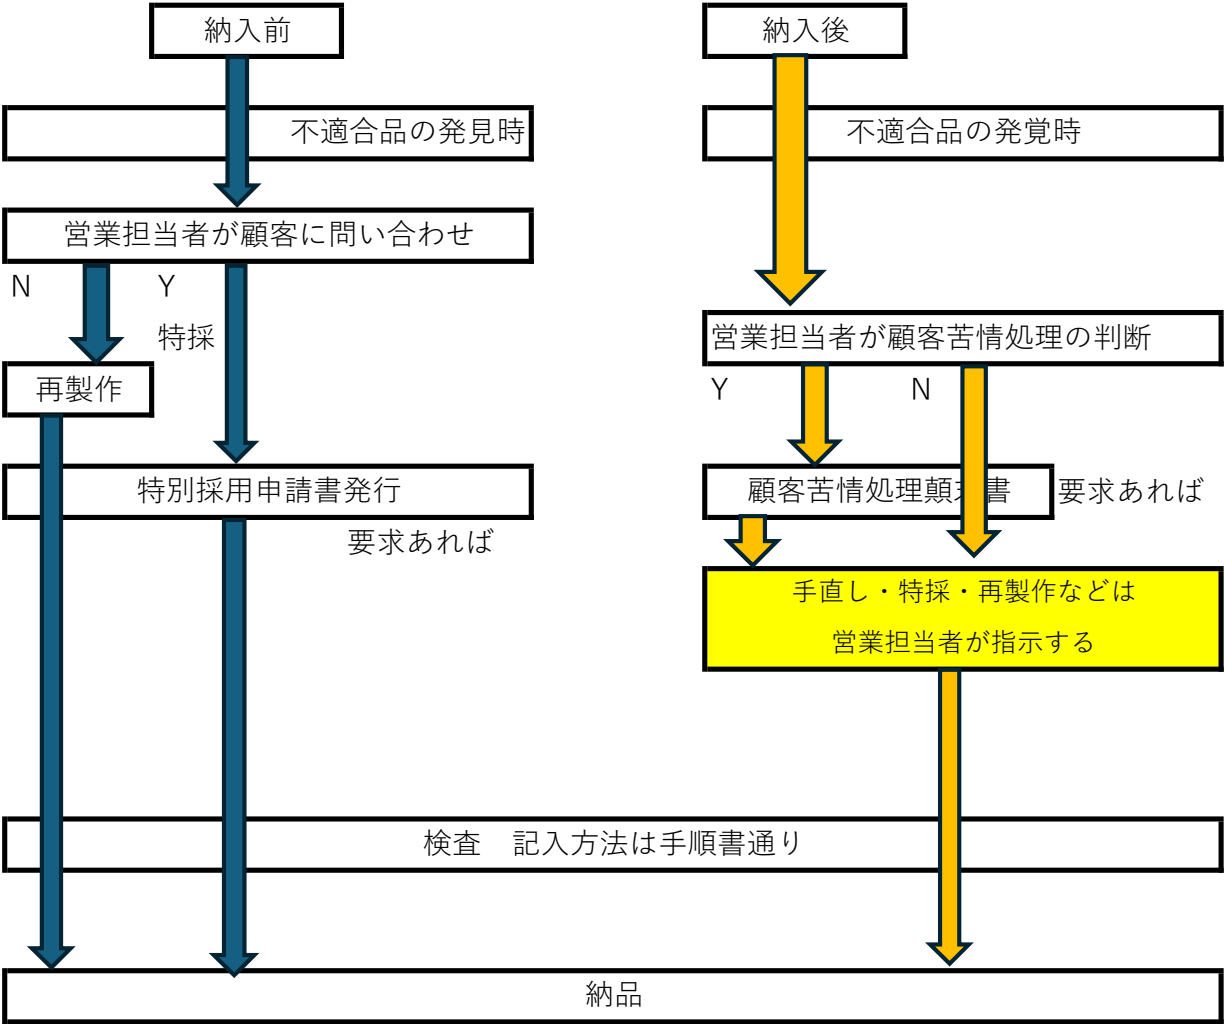 納入前
納入後
不適合品の発見時
不適合品の発覚時
営業担当者が顧客に問い合わせ
N
Y
特採
営業担当者が顧客苦情処理の判断
再製作
Y
N
特別採用申請書発行
顧客苦情処理顛末書
要求あれば
要求あれば
手直し・特採・再製作などは
営業担当者が指示する
検査　記入方法は手順書通り
納品